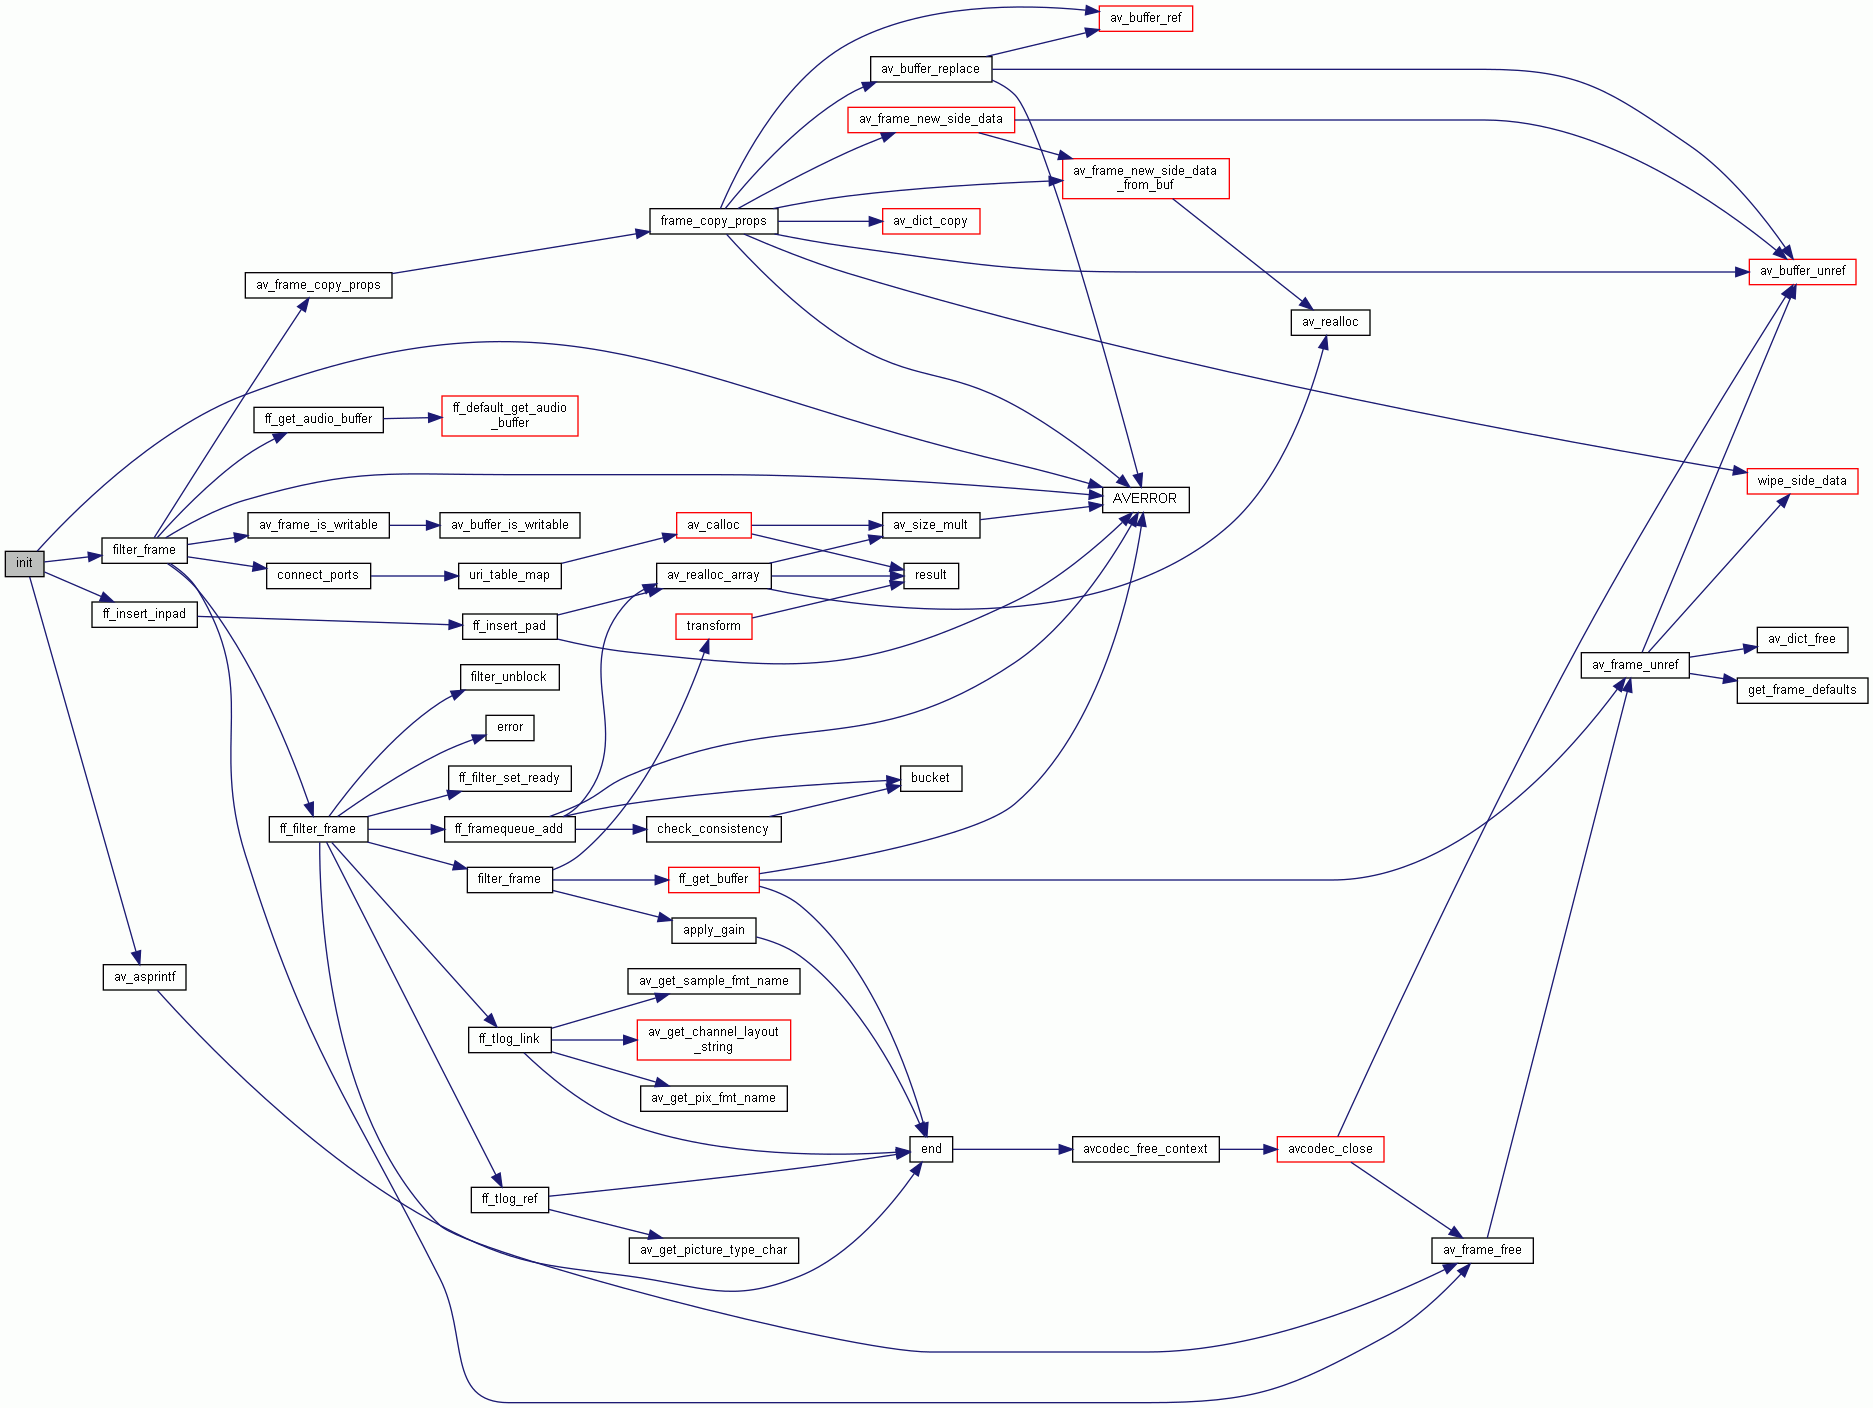 av_buffer_ref
av_buffer_replace
av_frame_new_side_data
av_frame_new_side_data
_from_buf
frame_copy_props
av_dict_copy
av_buffer_unref
av_frame_copy_props
av_realloc
ff_get_audio_buffer
ff_default_get_audio
_buffer
wipe_side_data
AVERROR
av_frame_is_writable
av_buffer_is_writable
av_calloc
av_size_mult
filter_frame
init
connect_ports
uri_table_map
av_realloc_array
result
ff_insert_inpad
ff_insert_pad
transform
av_dict_free
av_frame_unref
get_frame_defaults
filter_unblock
error
ff_filter_set_ready
bucket
ff_filter_frame
ff_framequeue_add
check_consistency
filter_frame
ff_get_buffer
apply_gain
av_asprintf
av_get_sample_fmt_name
ff_tlog_link
av_get_channel_layout
_string
av_get_pix_fmt_name
end
avcodec_free_context
avcodec_close
ff_tlog_ref
av_get_picture_type_char
av_frame_free